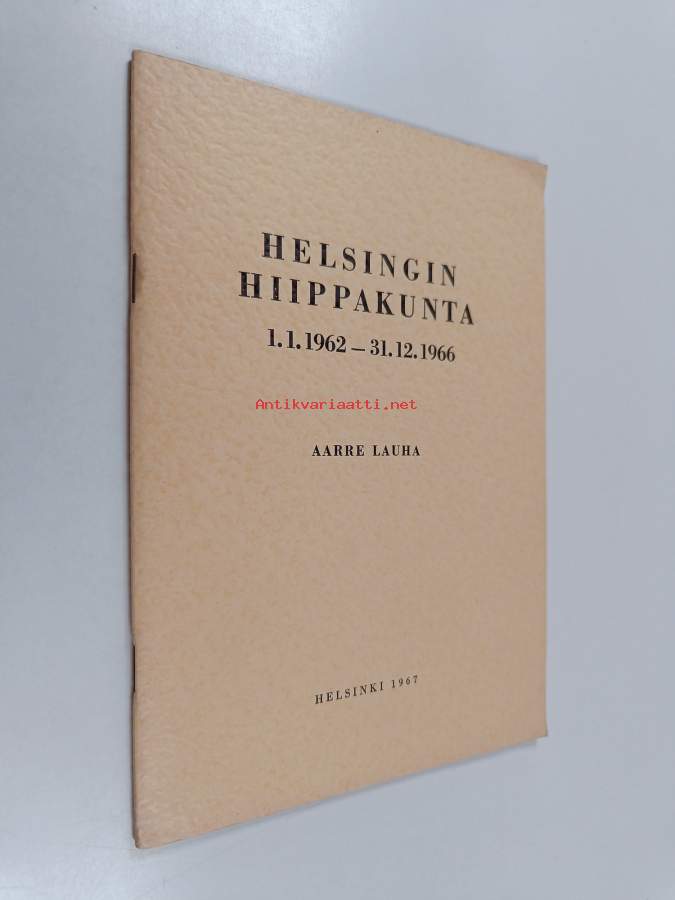 HELSINGIN
HIIPPAKUNTA
1.1.1962 – 31.12.1966
Antikvariaatti.net
AARRE LAUHA
HELSINKI 1967